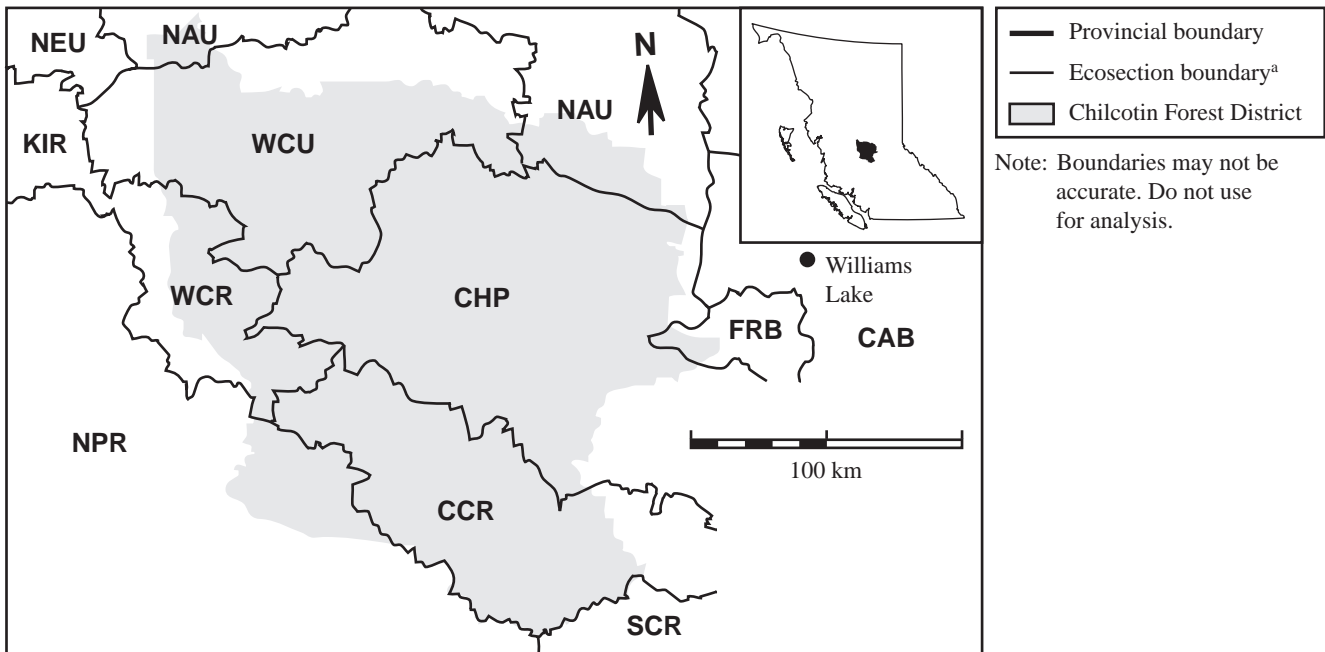 NEU
NAU
N
NAU
KIR
WCU
WCR
CHP
Williams
Lake
FRB
CAB
NPR
100 km
CCR
SCR
Provincial boundary
Ecosection boundaryᵃ
Chilcotin Forest District
Note: Boundaries may not be
accurate. Do not use
for analysis.